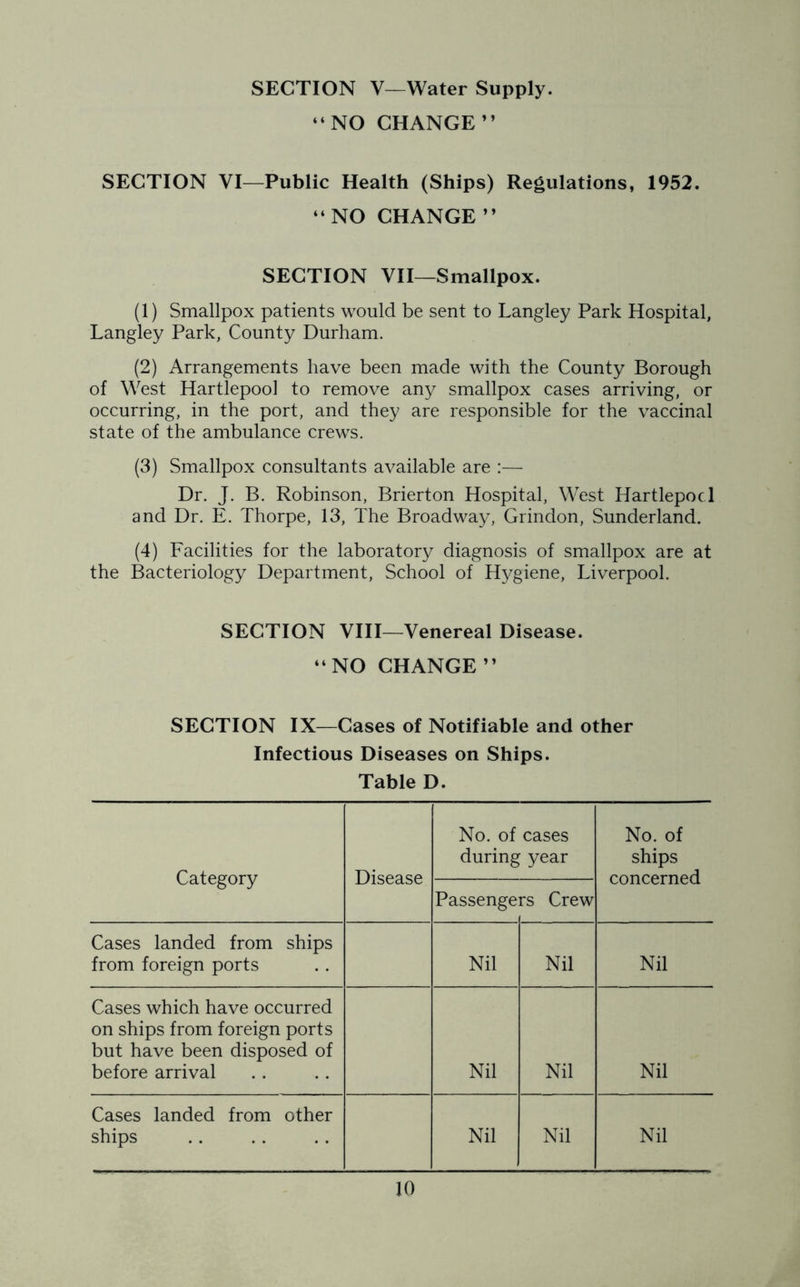 SECTION V—Water Supply.
“NO CHANGE”
SECTION VI—Public Health (Ships) Regulations, 1952.
“NO CHANGE”
SECTION VII—Smallpox.
(1) Smallpox patients would be sent to Langley Park Hospital,
Langley Park, County Durham.
(2) Arrangements have been made with the County Borough
of West Hartlepool to remove any smallpox cases arriving, or
occurring, in the port, and they are responsible for the vaccinal
state of the ambulance crews.
(3) Smallpox consultants available are :—
Dr. J. B. Robinson, Brierton Hospital, West Hartlepocl
and Dr. E. Thorpe, 13, The Broadway, Grindon, Sunderland.
(4) Facilities for the laboratory diagnosis of smallpox are at
the Bacteriology Department, School of Hygiene, Liverpool.
SECTION VIII—Venereal Disease.
“NO CHANGE”
SECTION IX—Cases of Notifiable and other
Infectious Diseases on Ships.
Table D.
Category Disease No. of cases during year No. of ships concerned
Passengers Crew
Cases landed from ships
from foreign ports . . Nil Nil Nil
Cases which have occurred
on ships from foreign ports
but have been disposed of
before arrival . . . . Nil Nil Nil
Cases landed from other
ships . . . . . . Nil Nil Nil
10